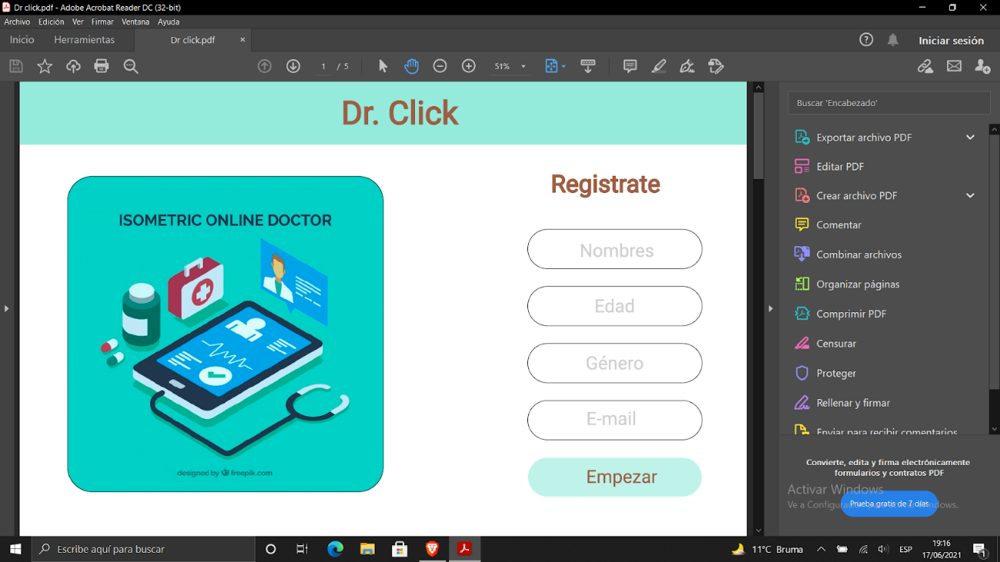 Dr click.pdf - Adobe Acrobat Reader DC (32-bit)
Archivo Edición Ver Firmar Ventana Ayuda
Inicio Herramientas Dr click.pdf × Iniciar sesión
1 / 5 51%
Dr. Click
ISOMETRIC ONLINE DOCTOR
designed by freepik.com
Registrate
Nombres
Edad
Género
E-mail
Empezar
Buscar 'Encabezado'
Exportar archivo PDF
Editar PDF
Crear archivo PDF
Comentar
Combinar archivos
Organizar páginas
Comprimir PDF
Censurar
Proteger
Rellenar y firmar
Enviar para recibir comentarios
Convierte, edita y firma electrónicamente
formularios y contratos PDF
Activar Windows
Prueba gratis de 7 días
Escribe aquí para buscar
11°C Bruma
ESP
19:16
17/06/2021
1